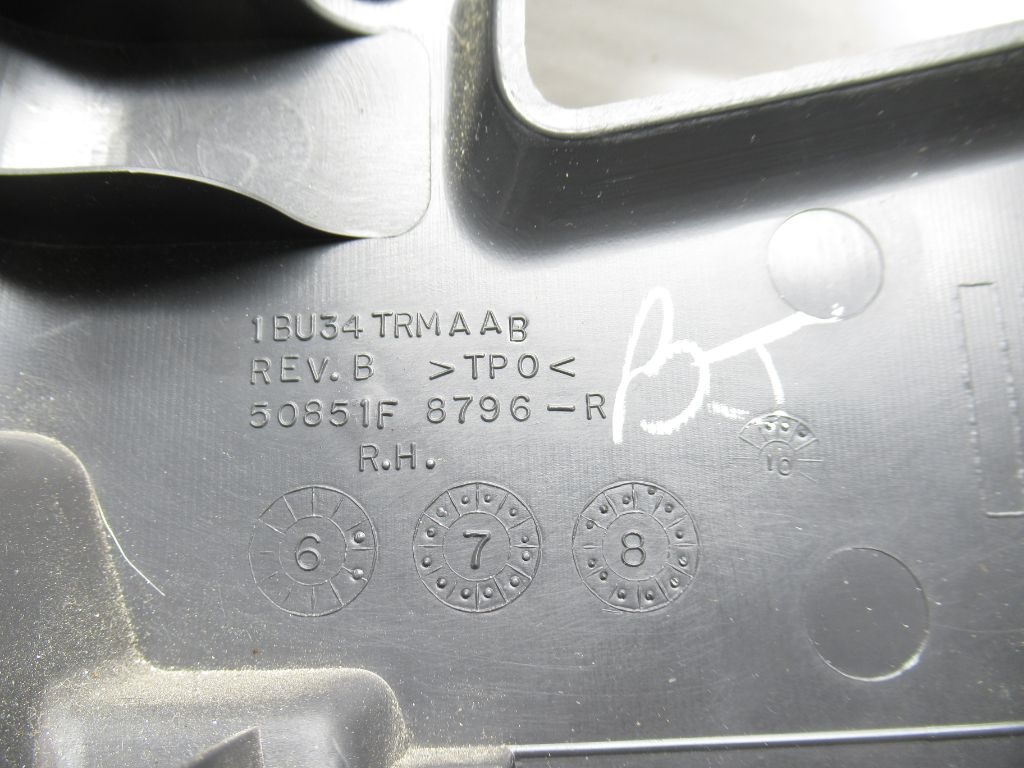 1BU34TRMAAB
REV. B >TPO<
50851F 8796-R
R.H.
10
6 7 8